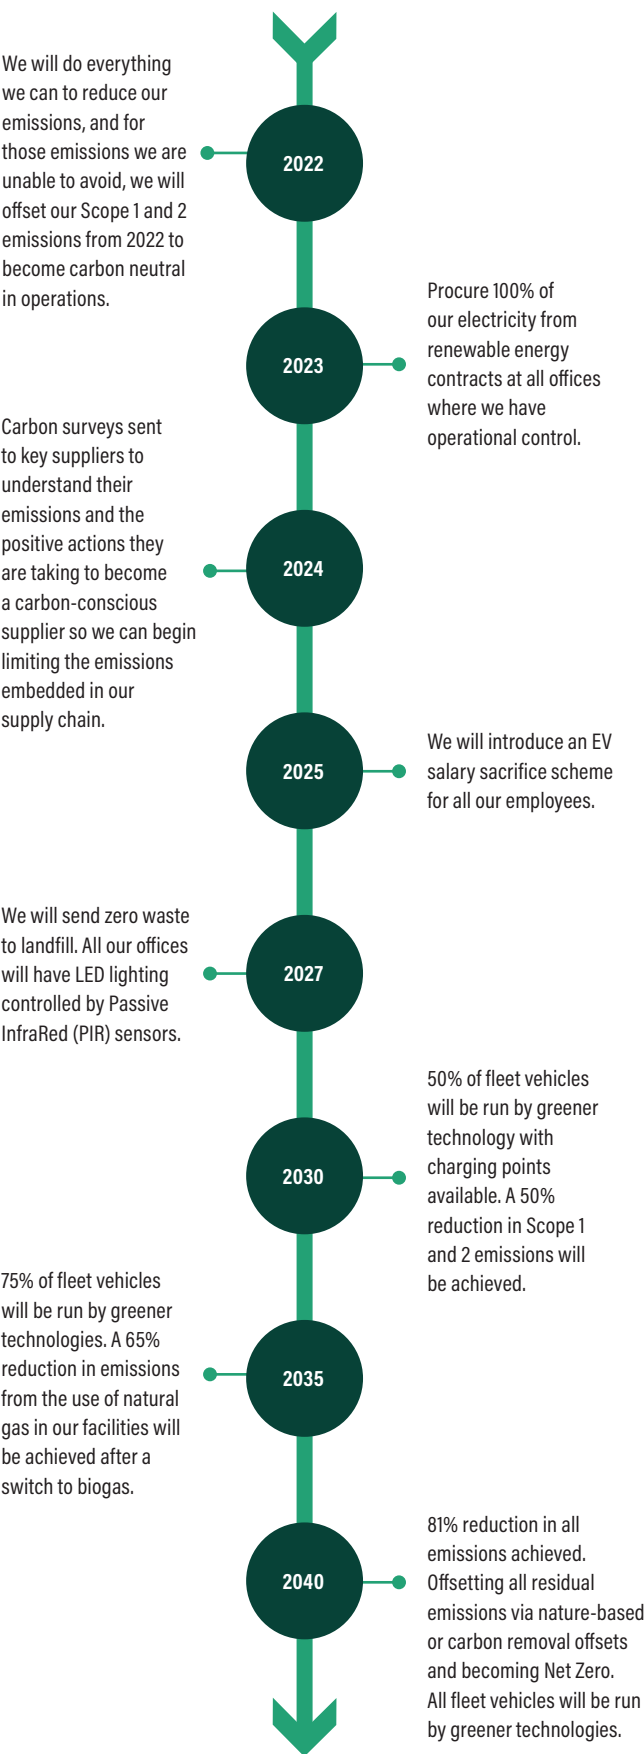 We will do everything
we can to reduce our
emissions, and for
those emissions we are
unable to avoid, we will
offset our Scope 1 and 2
emissions from 2022 to
become carbon neutral
in operations.
2022
Procure 100% of
our electricity from
renewable energy
contracts at all offices
where we have
operational control.
2023
Carbon surveys sent
to key suppliers to
understand their
emissions and the
positive actions they
are taking to become
a carbon-conscious
supplier so we can begin
limiting the emissions
embedded in our
supply chain.
2024
We will introduce an EV
salary sacrifice scheme
for all our employees.
2025
We will send zero waste
to landfill. All our offices
will have LED lighting
controlled by Passive
InfraRed (PIR) sensors.
2027
50% of fleet vehicles
will be run by greener
technology with
charging points
available. A 50%
reduction in Scope 1
and 2 emissions will
be achieved.
2030
75% of fleet vehicles
will be run by greener
technologies. A 65%
reduction in emissions
from the use of natural
gas in our facilities will
be achieved after a
switch to biogas.
2035
81% reduction in all
emissions achieved.
Offsetting all residual
emissions via nature-based
or carbon removal offsets
and becoming Net Zero.
All fleet vehicles will be run
by greener technologies.
2040